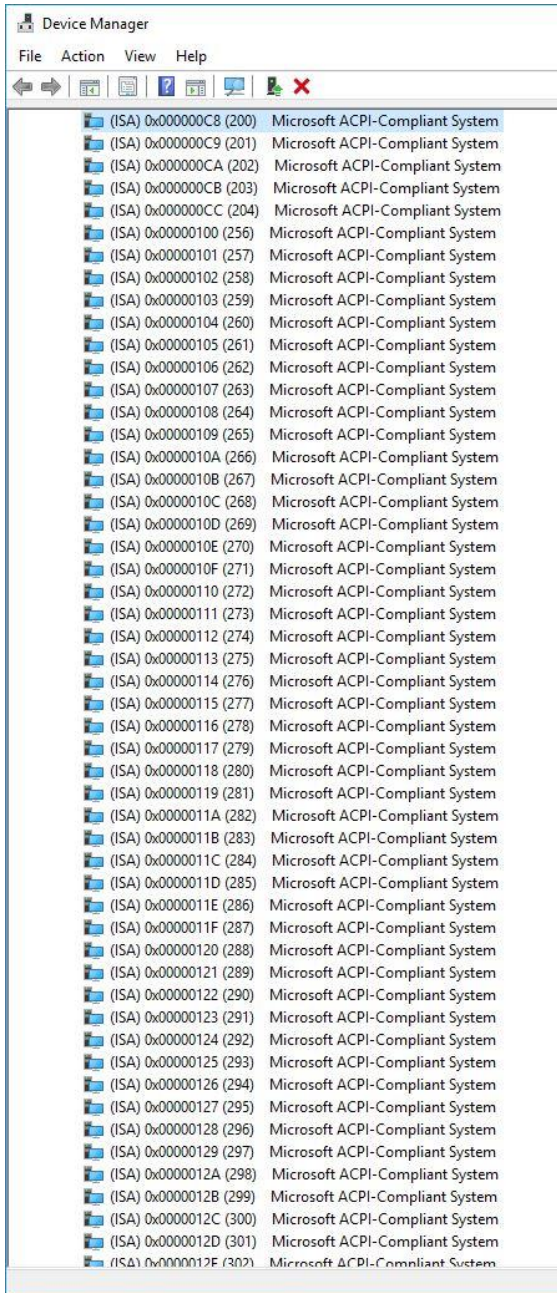 Device Manager
File Action View Help
(ISA) 0x000000C8 (200) Microsoft ACPI-Compliant System
(ISA) 0x000000C9 (201) Microsoft ACPI-Compliant System
(ISA) 0x000000CA (202) Microsoft ACPI-Compliant System
(ISA) 0x000000CB (203) Microsoft ACPI-Compliant System
(ISA) 0x000000CC (204) Microsoft ACPI-Compliant System
(ISA) 0x00000100 (256) Microsoft ACPI-Compliant System
(ISA) 0x00000101 (257) Microsoft ACPI-Compliant System
(ISA) 0x00000102 (258) Microsoft ACPI-Compliant System
(ISA) 0x00000103 (259) Microsoft ACPI-Compliant System
(ISA) 0x00000104 (260) Microsoft ACPI-Compliant System
(ISA) 0x00000105 (261) Microsoft ACPI-Compliant System
(ISA) 0x00000106 (262) Microsoft ACPI-Compliant System
(ISA) 0x00000107 (263) Microsoft ACPI-Compliant System
(ISA) 0x00000108 (264) Microsoft ACPI-Compliant System
(ISA) 0x00000109 (265) Microsoft ACPI-Compliant System
(ISA) 0x0000010A (266) Microsoft ACPI-Compliant System
(ISA) 0x0000010B (267) Microsoft ACPI-Compliant System
(ISA) 0x0000010C (268) Microsoft ACPI-Compliant System
(ISA) 0x0000010D (269) Microsoft ACPI-Compliant System
(ISA) 0x0000010E (270) Microsoft ACPI-Compliant System
(ISA) 0x0000010F (271) Microsoft ACPI-Compliant System
(ISA) 0x00000110 (272) Microsoft ACPI-Compliant System
(ISA) 0x00000111 (273) Microsoft ACPI-Compliant System
(ISA) 0x00000112 (274) Microsoft ACPI-Compliant System
(ISA) 0x00000113 (275) Microsoft ACPI-Compliant System
(ISA) 0x00000114 (276) Microsoft ACPI-Compliant System
(ISA) 0x00000115 (277) Microsoft ACPI-Compliant System
(ISA) 0x00000116 (278) Microsoft ACPI-Compliant System
(ISA) 0x00000117 (279) Microsoft ACPI-Compliant System
(ISA) 0x00000118 (280) Microsoft ACPI-Compliant System
(ISA) 0x00000119 (281) Microsoft ACPI-Compliant System
(ISA) 0x0000011A (282) Microsoft ACPI-Compliant System
(ISA) 0x0000011B (283) Microsoft ACPI-Compliant System
(ISA) 0x0000011C (284) Microsoft ACPI-Compliant System
(ISA) 0x0000011D (285) Microsoft ACPI-Compliant System
(ISA) 0x0000011E (286) Microsoft ACPI-Compliant System
(ISA) 0x0000011F (287) Microsoft ACPI-Compliant System
(ISA) 0x00000120 (288) Microsoft ACPI-Compliant System
(ISA) 0x00000121 (289) Microsoft ACPI-Compliant System
(ISA) 0x00000122 (290) Microsoft ACPI-Compliant System
(ISA) 0x00000123 (291) Microsoft ACPI-Compliant System
(ISA) 0x00000124 (292) Microsoft ACPI-Compliant System
(ISA) 0x00000125 (293) Microsoft ACPI-Compliant System
(ISA) 0x00000126 (294) Microsoft ACPI-Compliant System
(ISA) 0x00000127 (295) Microsoft ACPI-Compliant System
(ISA) 0x00000128 (296) Microsoft ACPI-Compliant System
(ISA) 0x00000129 (297) Microsoft ACPI-Compliant System
(ISA) 0x0000012A (298) Microsoft ACPI-Compliant System
(ISA) 0x0000012B (299) Microsoft ACPI-Compliant System
(ISA) 0x0000012C (300) Microsoft ACPI-Compliant System
(ISA) 0x0000012D (301) Microsoft ACPI-Compliant System
(ISA) 0x0000012E (302) Microsoft ACPI-Compliant System